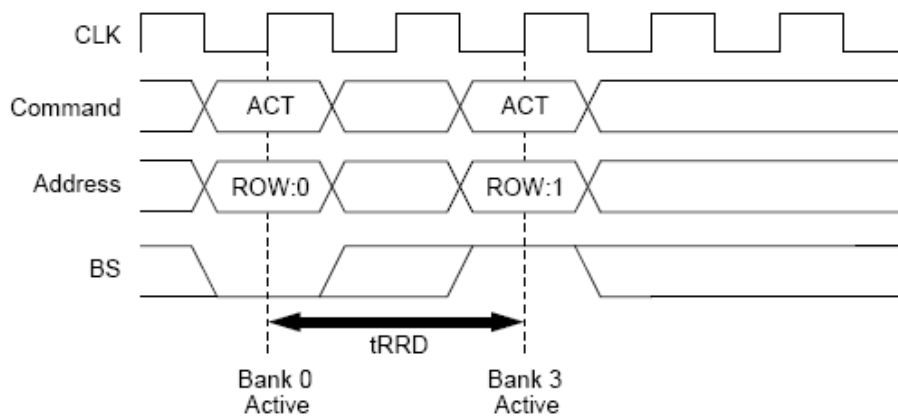 CLK
Command
ACT
ACT
Address
ROW:0
ROW:1
BS
tRRD
Bank 0
Active
Bank 3
Active